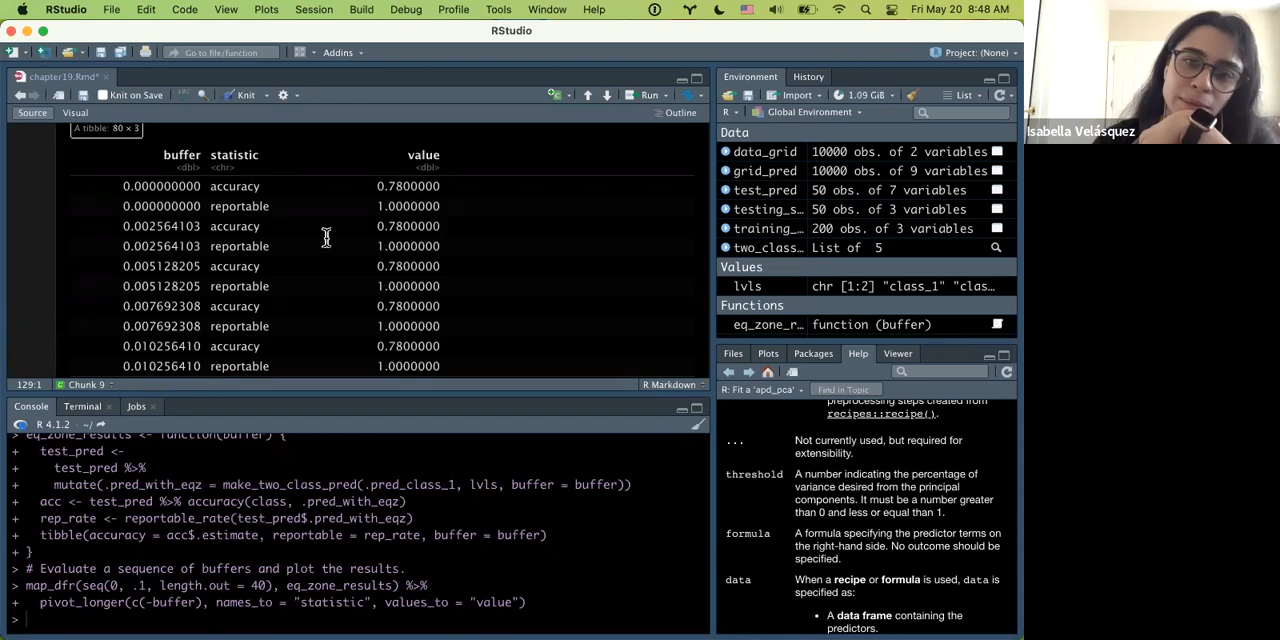 RStudio File Edit Code View Plots Session Build Debug Profile Tools Window Help Fri May 20 8:48 AM
RStudio
Go to file/function Addins Project: (None)
chapter19.Rmd*
Knit on Save Knit Run
Source Visual Outline
A tibble: 80 × 3
buffer statistic value
<dbl> <chr> <dbl>
0.000000000 accuracy 0.7800000
0.000000000 reportable 1.0000000
0.002564103 accuracy 0.7800000
0.002564103 reportable 1.0000000
0.005128205 accuracy 0.7800000
0.005128205 reportable 1.0000000
0.007692308 accuracy 0.7800000
0.007692308 reportable 1.0000000
0.010256410 accuracy 0.7800000
0.010256410 reportable 1.0000000
129:1 Chunk 9 R Markdown
Console Terminal Jobs
R 4.1.2 · ~/
> eq_zone_results <- function(buffer) {
+ test_pred <-
+ test_pred %>%
+ mutate(.pred_with_eqz = make_two_class_pred(.pred_class_1, lvls, buffer = buffer))
+ acc <- test_pred %>% accuracy(class, .pred_with_eqz)
+ rep_rate <- reportable_rate(test_pred$.pred_with_eqz)
+ tibble(accuracy = acc$.estimate, reportable = rep_rate, buffer = buffer)
+ }
> # Evaluate a sequence of buffers and plot the results.
> map_dfr(seq(0, .1, length.out = 40), eq_zone_results) %>%
+ pivot_longer(c(-buffer), names_to = "statistic", values_to = "value")
>
Environment History
Import 1.09 GiB List
R Global Environment
Data
data_grid 10000 obs. of 2 variables
grid_pred 10000 obs. of 9 variables
test_pred 50 obs. of 7 variables
testing_s… 50 obs. of 3 variables
training_… 200 obs. of 3 variables
two_class… List of 5
Values
lvls chr [1:2] "class_1" "clas…
Functions
eq_zone_r… function (buffer)
Files Plots Packages Help Viewer
R: Fit a 'apd_pca' Find in Topic
preprocessing steps created from
recipes::recipe().
... Not currently used, but required for
extensibility.
threshold A number indicating the percentage of
variance desired from the principal
components. It must be a number greater
than 0 and less or equal than 1.
formula A formula specifying the predictor terms on
the right-hand side. No outcome should be
specified.
data When a recipe or formula is used, data is
specified as:
• A data frame containing the
predictors.
Isabella Velásquez